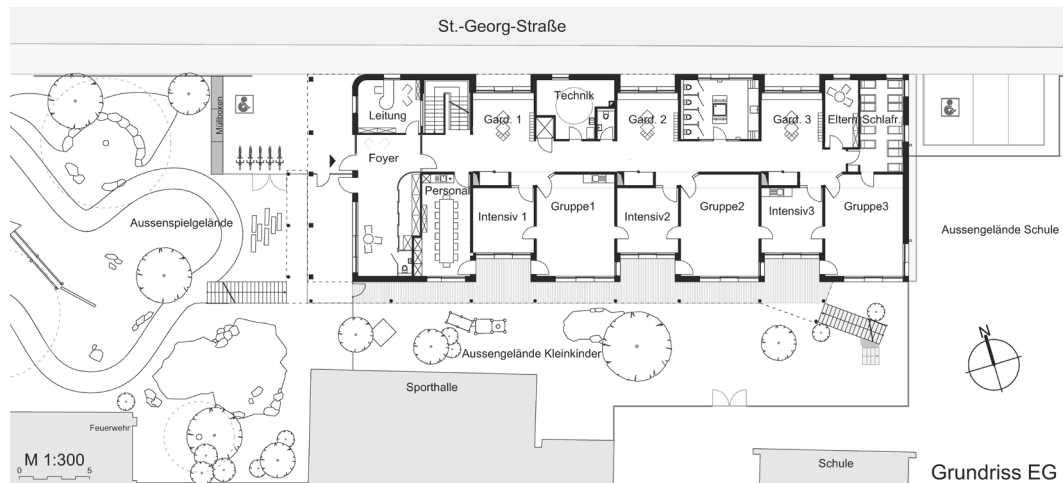 St.-Georg-Straße
Müllboxen
Leitung
Technik
Gard. 1
Gard. 2
Gard. 3
Eltern
Schlafr.
Foyer
Personal
Aussenspielgelände
Intensiv 1
Gruppe1
Intensiv2
Gruppe2
Intensiv3
Gruppe3
Aussengelände Schule
N
Aussengelände Kleinkinder
Sporthalle
Feuerwehr
M 1:300
0 5
Schule
Grundriss EG